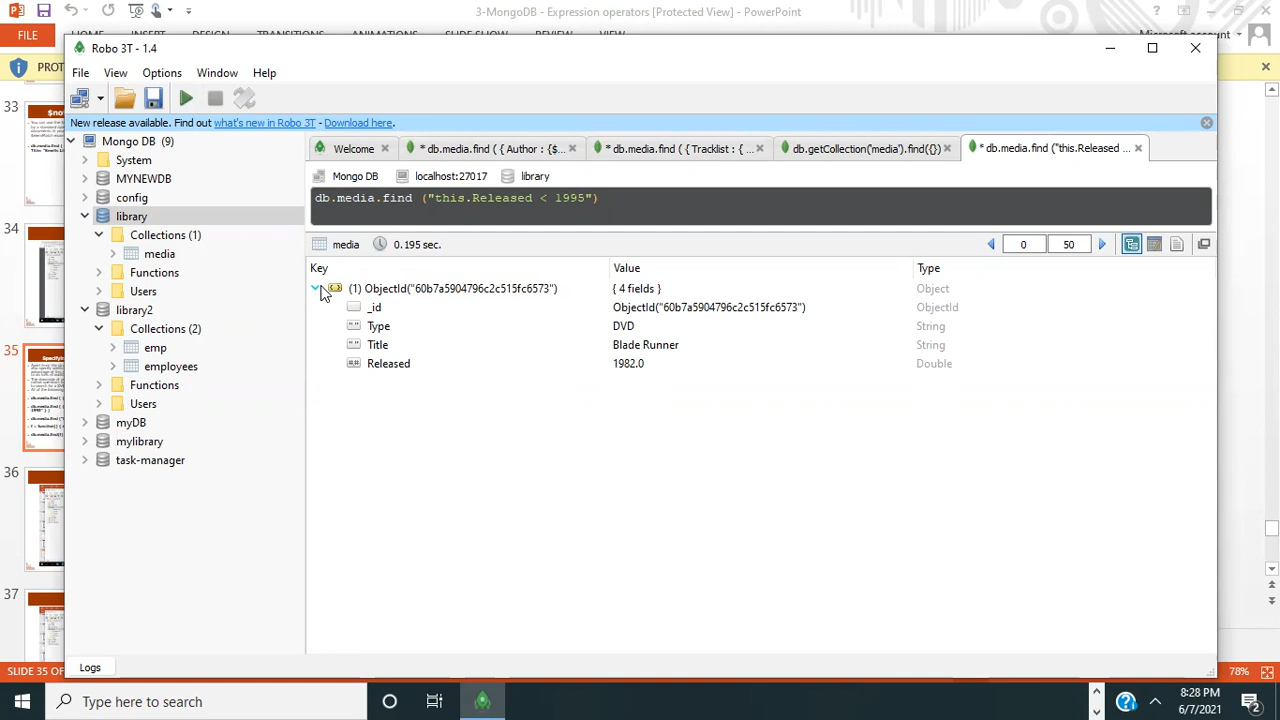 3-MongoDB - Expression operators [Protected View] - PowerPoint
FILE
Microsoft account
PROT
Robo 3T - 1.4
File View Options Window Help
New release available. Find out what's new in Robo 3T - Download here.
Mongo DB (9)
System
MYNEWDB
config
library
Collections (1)
media
Functions
Users
library2
Collections (2)
emp
employees
Functions
Users
myDB
mylibrary
task-manager
Welcome
* db.media.find ( { Author : {$...
* db.media.find ( { Tracklist : { ...
db.getCollection('media').find({})
* db.media.find ("this.Released ...
Mongo DB localhost:27017 library
db.media.find ("this.Released < 1995")
media 0.195 sec.
0 50
Key Value Type
(1) ObjectId("60b7a5904796c2c515fc6573") { 4 fields } Object
_id ObjectId("60b7a5904796c2c515fc6573") ObjectId
Type DVD String
Title Blade Runner String
Released 1982.0 Double
Logs
33
34
35
36
37
SLIDE 35 OF
78%
Type here to search
8:28 PM
6/7/2021
2